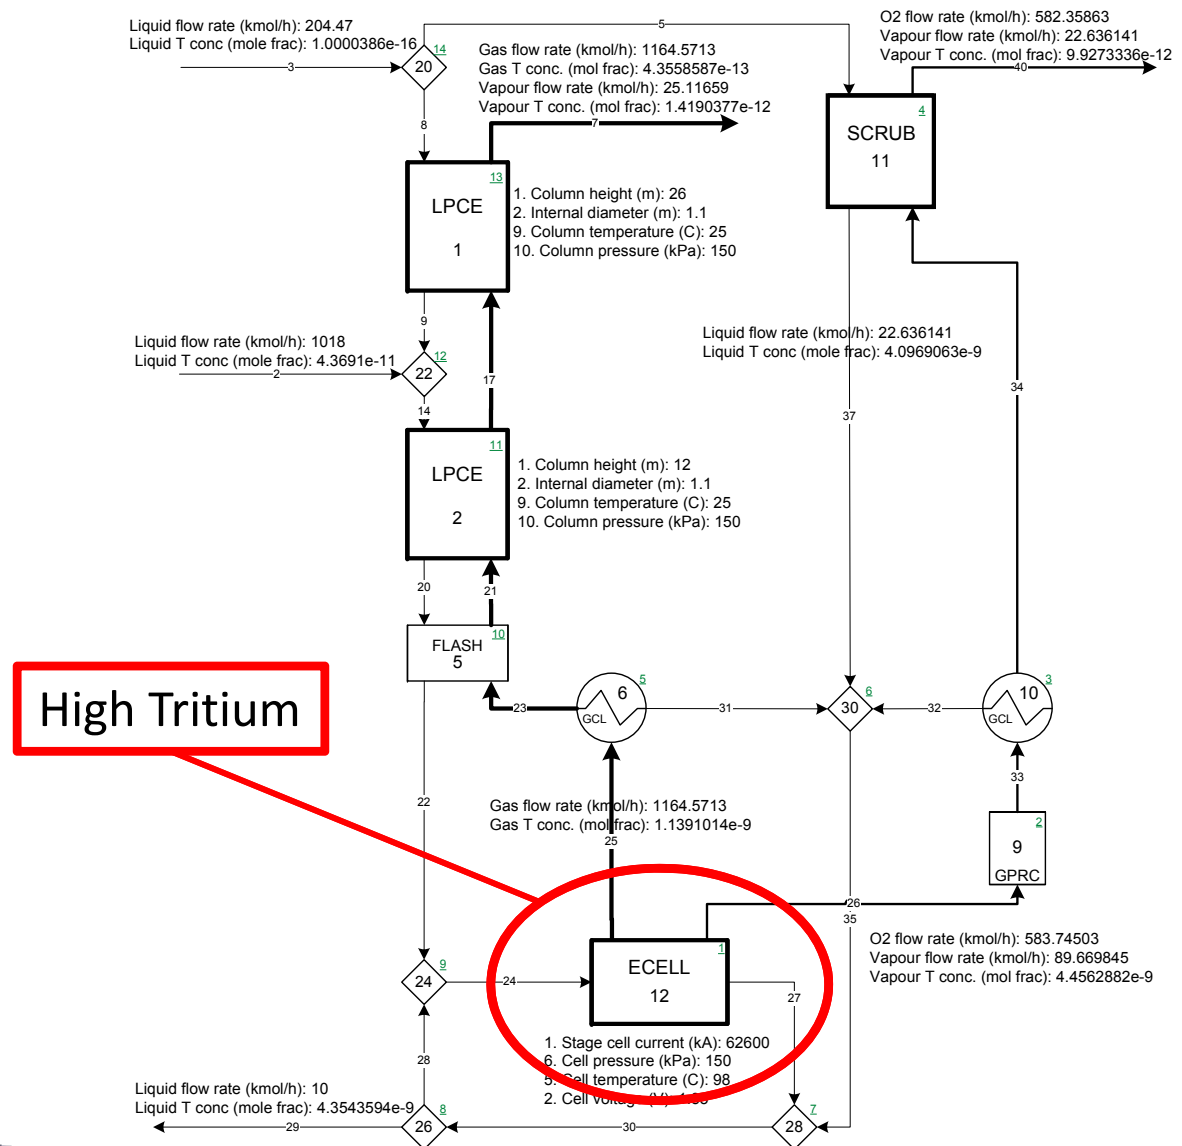 Liquid flow rate (kmol/h): 204.47
Liquid T conc (mole frac): 1.0000386e-16
3
14
20
5
8
O2 flow rate (kmol/h): 582.35863
Vapour flow rate (kmol/h): 22.636141
Vapour T conc. (mol frac): 9.9273336e-12
40
Gas flow rate (kmol/h): 1164.5713
Gas T conc. (mol frac): 4.3558587e-13
Vapour flow rate (kmol/h): 25.11659
Vapour T conc. (mol frac): 1.4190377e-12
7
4
SCRUB
11
13
LPCE
1
1. Column height (m): 26
2. Internal diameter (m): 1.1
9. Column temperature (C): 25
10. Column pressure (kPa): 150
9
17
Liquid flow rate (kmol/h): 1018
Liquid T conc (mole frac): 4.3691e-11
2
12
22
14
Liquid flow rate (kmol/h): 22.636141
Liquid T conc (mole frac): 4.0969063e-9
37
34
11
LPCE
2
1. Column height (m): 12
2. Internal diameter (m): 1.1
9. Column temperature (C): 25
10. Column pressure (kPa): 150
20
21
10
FLASH
5
High Tritium
23
5
6
GCL
31
6
30
32
3
10
GCL
33
22
Gas flow rate (kmol/h): 1164.5713
Gas T conc. (mol frac): 1.1391014e-9
25
2
9
GPRC
26
35
O2 flow rate (kmol/h): 583.74503
Vapour flow rate (kmol/h): 89.669845
Vapour T conc. (mol frac): 4.4562882e-9
9
24
24
1
ECELL
12
27
1. Stage cell current (kA): 62600
6. Cell pressure (kPa): 150
5. Cell temperature (C): 98
2. Cell voltage (V):
28
Liquid flow rate (kmol/h): 10
Liquid T conc (mole frac): 4.3543594e-9
29
8
26
30
7
28